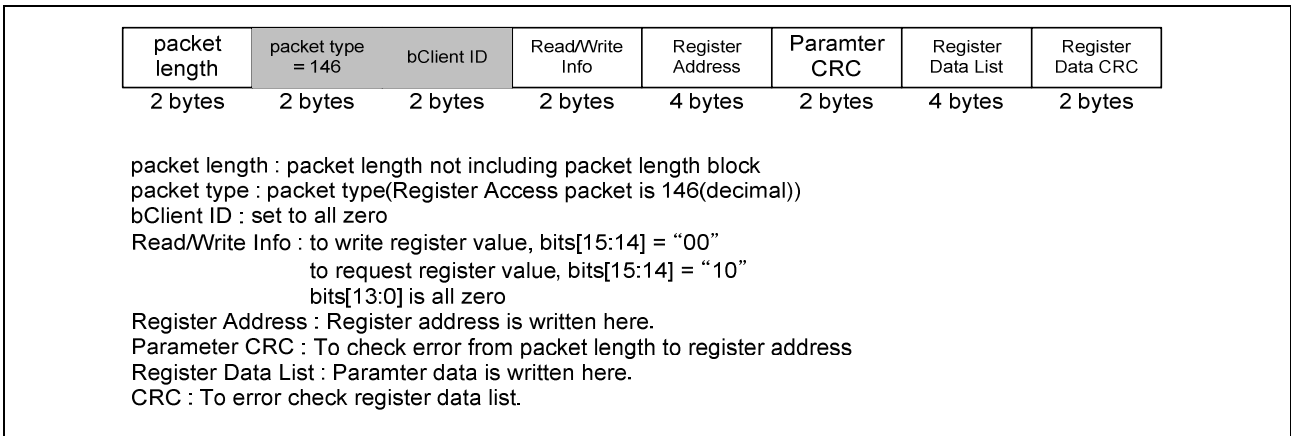 packet length
packet type = 146
bClient ID
Read/Write Info
Register Address
Paramter CRC
Register Data List
Register Data CRC
2 bytes 2 bytes 2 bytes 2 bytes 4 bytes 2 bytes 4 bytes 2 bytes
packet length : packet length not including packet length block
packet type : packet type(Register Access packet is 146(decimal))
bClient ID : set to all zero
Read/Write Info : to write register value, bits[15:14] = “00”
to request register value, bits[15:14] = “10”
bits[13:0] is all zero
Register Address : Register address is written here.
Parameter CRC : To check error from packet length to register address
Register Data List : Paramter data is written here.
CRC : To error check register data list.